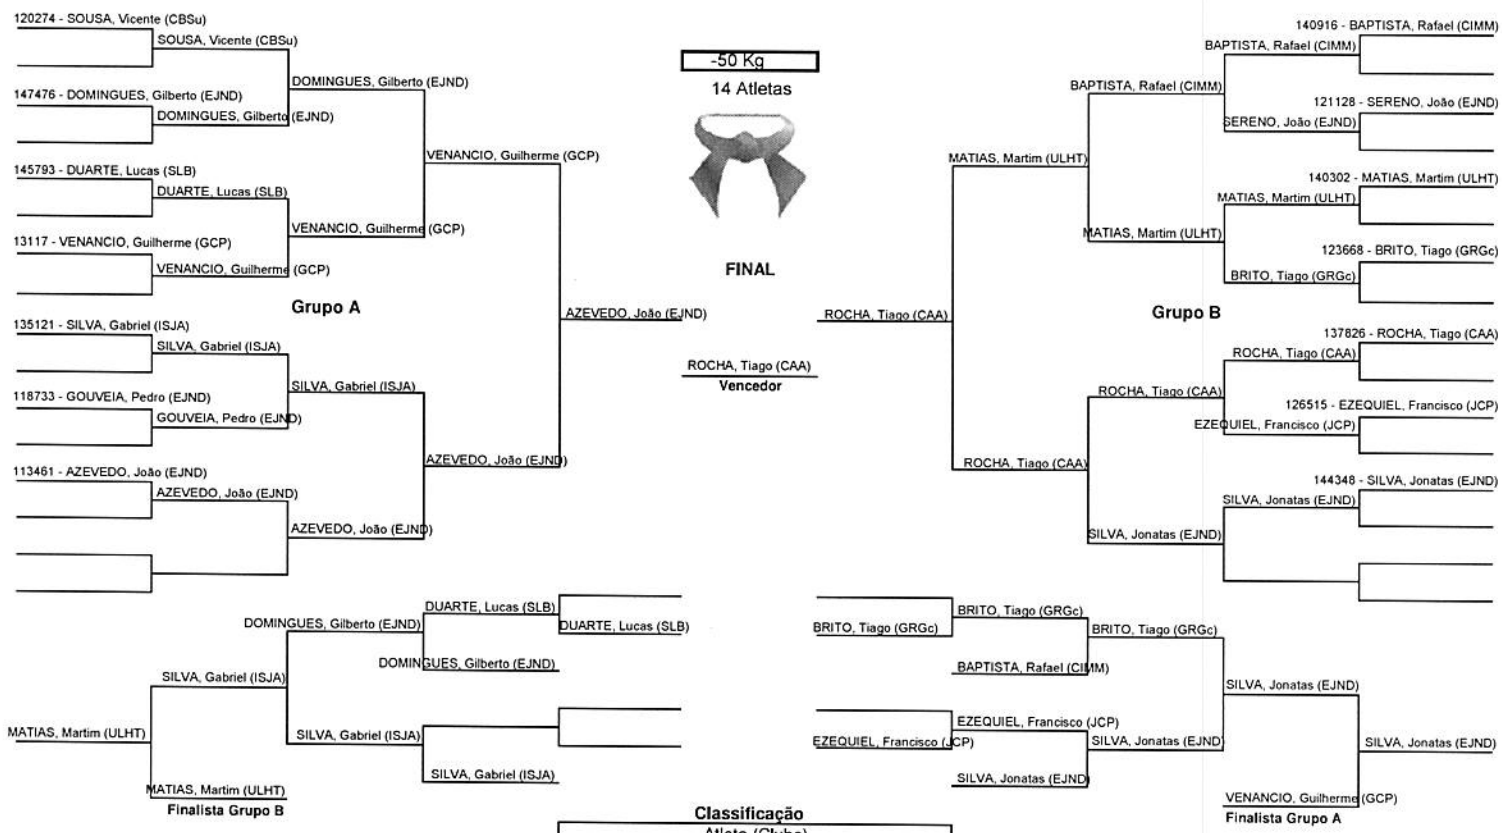 120274 - SOUSA, Vicente (CBSu)
SOUSA, Vicente (CBSu)
DOMINGUES, Gilberto (EJND)
147476 - DOMINGUES, Gilberto (EJND)
DOMINGUES, Gilberto (EJND)
VENANCIO, Guilherme (GCP)
145793 - DUARTE, Lucas (SLB)
DUARTE, Lucas (SLB)
VENANCIO, Guilherme (GCP)
13117 - VENANCIO, Guilherme (GCP)
VENANCIO, Guilherme (GCP)
Grupo A
AZEVEDO, João (EJND)
135121 - SILVA, Gabriel (ISJA)
SILVA, Gabriel (ISJA)
SILVA, Gabriel (ISJA)
118733 - GOUVEIA, Pedro (EJND)
GOUVEIA, Pedro (EJND)
AZEVEDO, João (EJND)
113461 - AZEVEDO, João (EJND)
AZEVEDO, João (EJND)
AZEVEDO, João (EJND)
-50 Kg
14 Atletas
FINAL
ROCHA, Tiago (CAA)
Vencedor
140916 - BAPTISTA, Rafael (CIMM)
BAPTISTA, Rafael (CIMM)
BAPTISTA, Rafael (CIMM)
121128 - SERENO, João (EJND)
SERENO, João (EJND)
MATIAS, Martim (ULHT)
140302 - MATIAS, Martim (ULHT)
MATIAS, Martim (ULHT)
MATIAS, Martim (ULHT)
123668 - BRITO, Tiago (GRGc)
BRITO, Tiago (GRGc)
Grupo B
ROCHA, Tiago (CAA)
137826 - ROCHA, Tiago (CAA)
ROCHA, Tiago (CAA)
ROCHA, Tiago (CAA)
126515 - EZEQUIEL, Francisco (JCP)
EZEQUIEL, Francisco (JCP)
ROCHA, Tiago (CAA)
144348 - SILVA, Jonatas (EJND)
SILVA, Jonatas (EJND)
SILVA, Jonatas (EJND)
DUARTE, Lucas (SLB)
DOMINGUES, Gilberto (EJND)
DUARTE, Lucas (SLB)
DOMINGUES, Gilberto (EJND)
SILVA, Gabriel (ISJA)
MATIAS, Martim (ULHT)
SILVA, Gabriel (ISJA)
SILVA, Gabriel (ISJA)
MATIAS, Martim (ULHT)
Finalista Grupo B
BRITO, Tiago (GRGc)
BRITO, Tiago (GRGc)
BRITO, Tiago (GRGc)
BAPTISTA, Rafael (CIMM)
SILVA, Jonatas (EJND)
EZEQUIEL, Francisco (JCP)
EZEQUIEL, Francisco (JCP)
SILVA, Jonatas (EJND)
SILVA, Jonatas (EJND)
SILVA, Jonatas (EJND)
VENANCIO, Guilherme (GCP)
Finalista Grupo A
Classificação
Atleta (Clube)